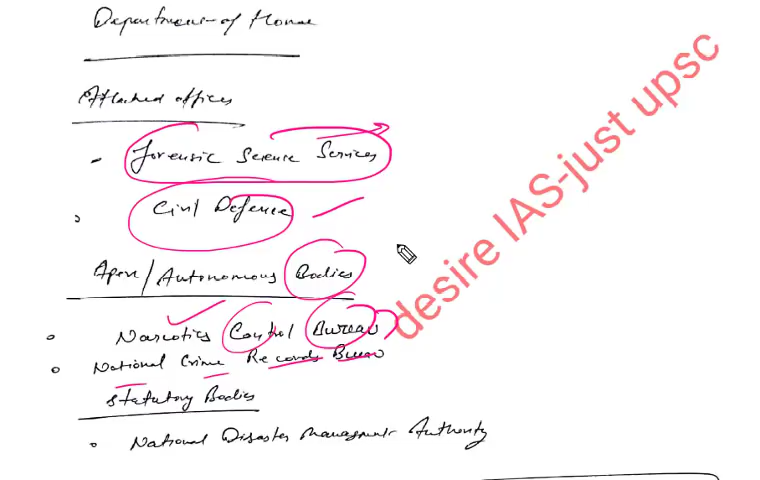 Department of Home
Attached offices
- Forensic Science Services
Civil Defence
Apex/Autonomous Bodies
Narcotics Control Bureau
National Crime Records Bureau
Statutory Bodies
National Disaster Management Authority
desire IAS-just upsc